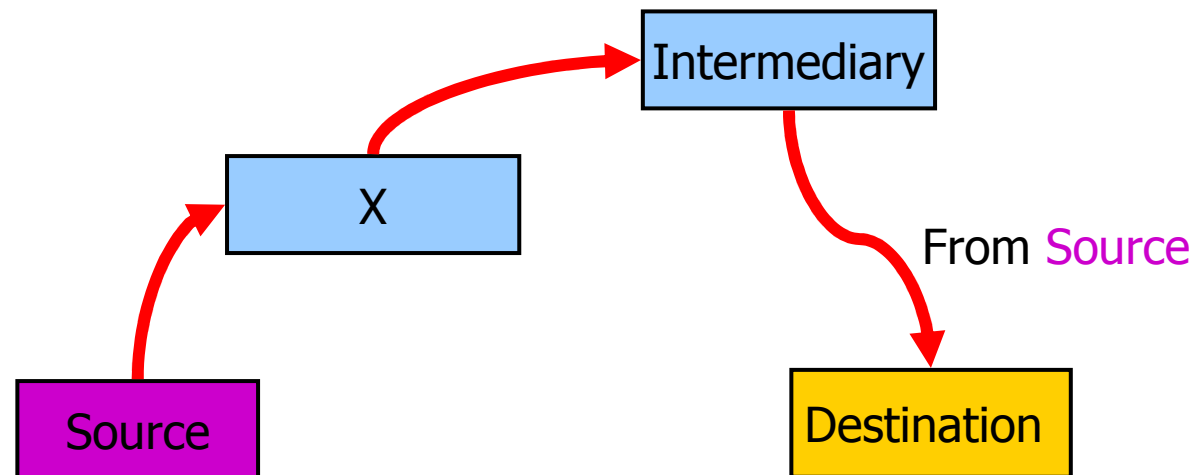 Intermediary
X
From Source
Source
Destination